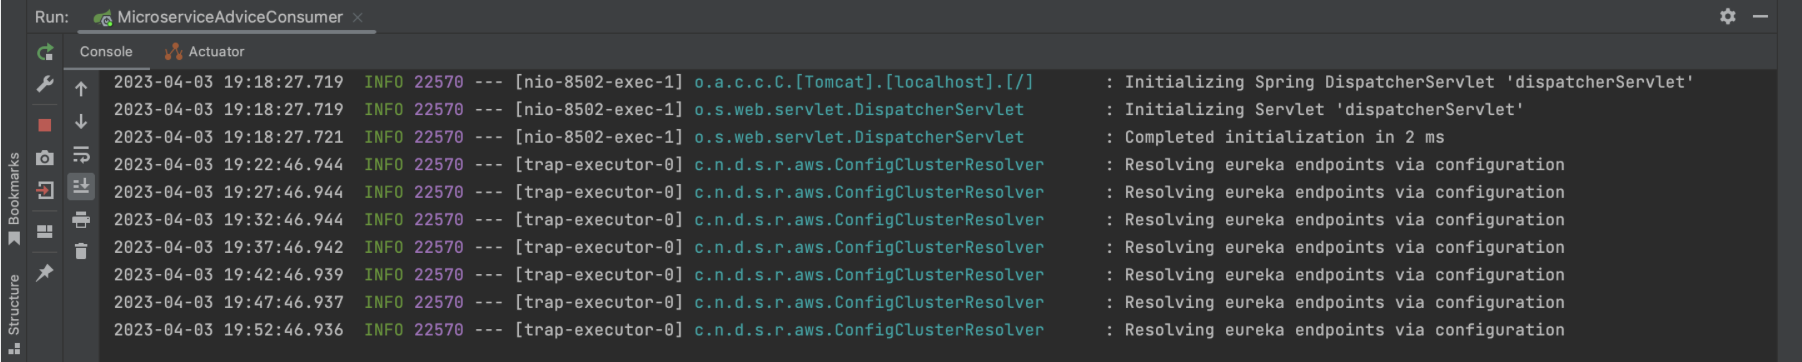 Run: MicroserviceAdviceConsumer
Console Actuator
2023-04-03 19:18:27.719 INFO 22570 --- [nio-8502-exec-1] o.a.c.c.C.[Tomcat].[localhost].[/] : Initializing Spring DispatcherServlet 'dispatcherServlet'
2023-04-03 19:18:27.719 INFO 22570 --- [nio-8502-exec-1] o.s.web.servlet.DispatcherServlet : Initializing Servlet 'dispatcherServlet'
2023-04-03 19:18:27.721 INFO 22570 --- [nio-8502-exec-1] o.s.web.servlet.DispatcherServlet : Completed initialization in 2 ms
2023-04-03 19:22:46.944 INFO 22570 --- [trap-executor-0] c.n.d.s.r.aws.ConfigClusterResolver : Resolving eureka endpoints via configuration
2023-04-03 19:27:46.944 INFO 22570 --- [trap-executor-0] c.n.d.s.r.aws.ConfigClusterResolver : Resolving eureka endpoints via configuration
2023-04-03 19:32:46.944 INFO 22570 --- [trap-executor-0] c.n.d.s.r.aws.ConfigClusterResolver : Resolving eureka endpoints via configuration
2023-04-03 19:37:46.942 INFO 22570 --- [trap-executor-0] c.n.d.s.r.aws.ConfigClusterResolver : Resolving eureka endpoints via configuration
2023-04-03 19:42:46.939 INFO 22570 --- [trap-executor-0] c.n.d.s.r.aws.ConfigClusterResolver : Resolving eureka endpoints via configuration
2023-04-03 19:47:46.937 INFO 22570 --- [trap-executor-0] c.n.d.s.r.aws.ConfigClusterResolver : Resolving eureka endpoints via configuration
2023-04-03 19:52:46.936 INFO 22570 --- [trap-executor-0] c.n.d.s.r.aws.ConfigClusterResolver : Resolving eureka endpoints via configuration
Bookmarks
Structure